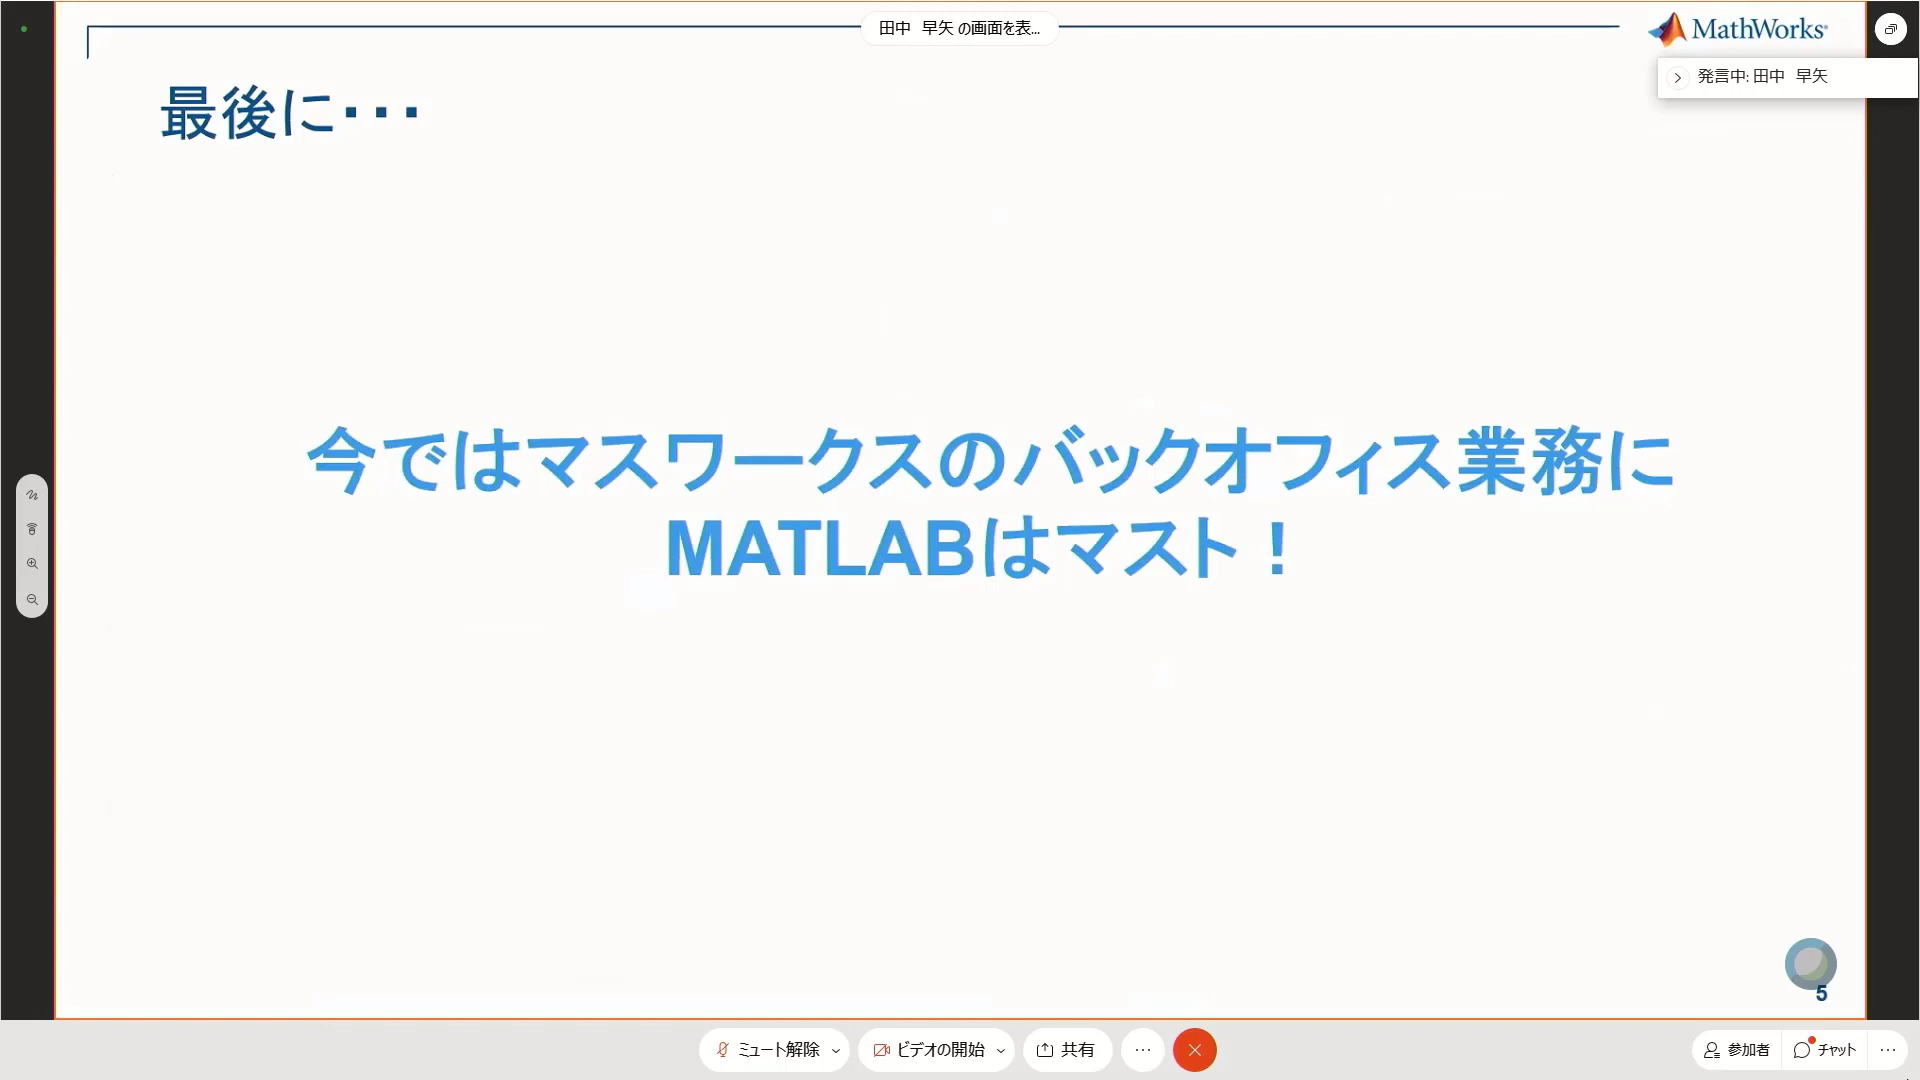 田中 早矢 の画面を表...
MathWorks®
発言中: 田中 早矢
最後に・・・
今ではマスワークスのバックオフィス業務に
MATLABはマスト！
5
ミュート解除
ビデオの開始
共有
参加者
チャット